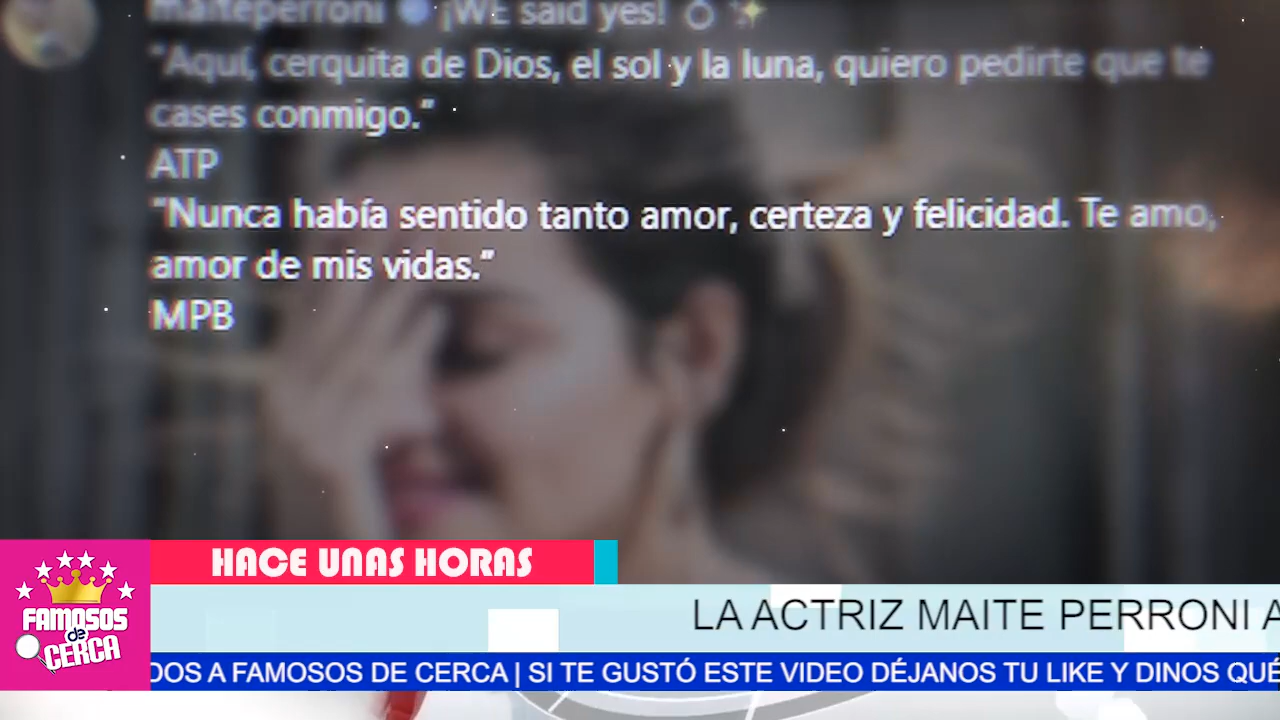 maiteperroni ¡WE said yes!
“Aquí, cerquita de Dios, el sol y la luna, quiero pedirte que te
cases conmigo.”
ATP
“Nunca había sentido tanto amor, certeza y felicidad. Te amo,
amor de mis vidas.”
MPB
HACE UNAS HORAS
FAMOSOS
de
CERCA
LA ACTRIZ MAITE PERRONI A
DOS A FAMOSOS DE CERCA | SI TE GUSTÓ ESTE VIDEO DÉJANOS TU LIKE Y DINOS QUÉ